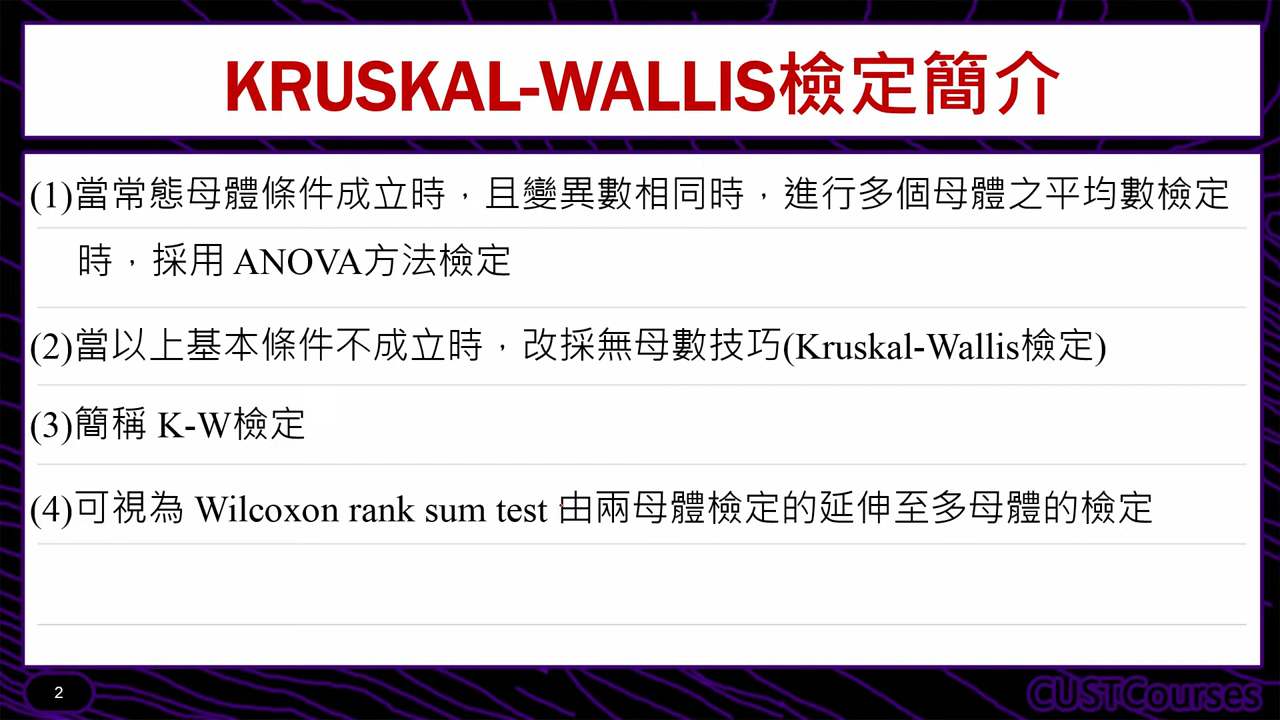 KRUSKAL-WALLIS檢定簡介
(1)當常態母體條件成立時，且變異數相同時，進行多個母體之平均數檢定
時，採用 ANOVA方法檢定
(2)當以上基本條件不成立時，改採無母數技巧(Kruskal-Wallis檢定)
(3)簡稱 K-W檢定
(4)可視為 Wilcoxon rank sum test 由兩母體檢定的延伸至多母體的檢定
2
CUSTCourses